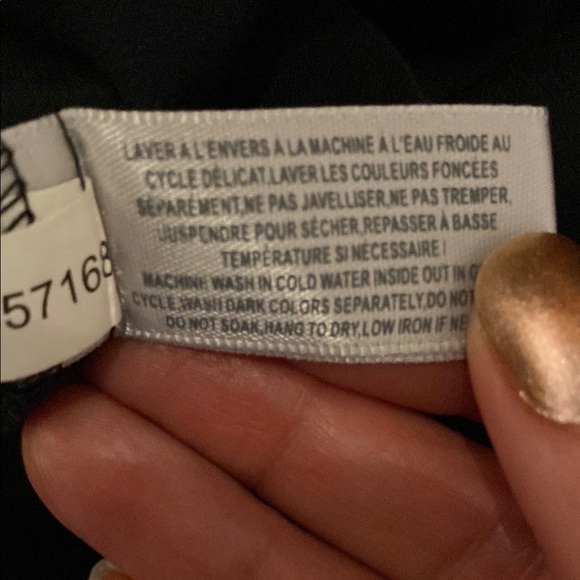 LAVER A L'ENVERS À LA MACHINE À L'EAU FROIDE AU
CYCLE DÉLICAT.LAVER LES COULEURS FONCÉES
SÉPARÉMENT,NE PAS JAVELLISER,NE PAS TREMPER,
SUSPENDRE POUR SÉCHER,REPASSER À BASSE
TEMPÉRATURE SI NÉCESSAIRE
MACHINE WASH IN COLD WATER INSIDE OUT IN
CYCLE,WASH DARK COLORS SEPARATELY,DO NOT
DO NOT SOAK,HANG TO DRY,LOW IRON IF NE
57168